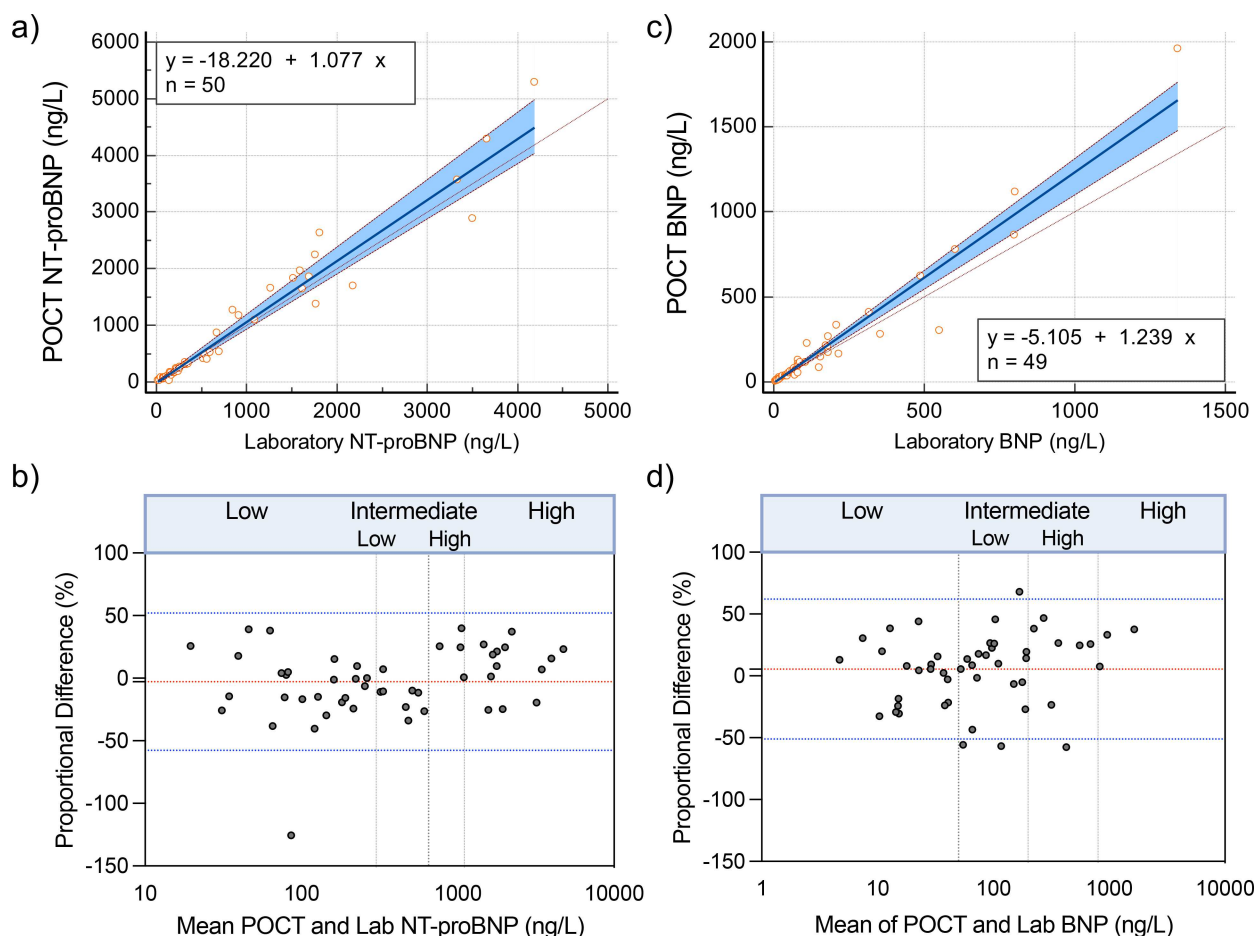 a)
6000
5000
4000
3000
2000
1000
0
POCT NT-proBNP (ng/L)
y = -18.220 + 1.077 x
n = 50
0 1000 2000 3000 4000 5000
Laboratory NT-proBNP (ng/L)
c)
2000
1500
1000
500
0
POCT BNP (ng/L)
y = -5.105 + 1.239 x
n = 49
0 500 1000 1500
Laboratory BNP (ng/L)
b)
Low Intermediate High
Low High
100
50
0
-50
-100
-150
Proportional Difference (%)
10 100 1000 10000
Mean POCT and Lab NT-proBNP (ng/L)
d)
Low Intermediate High
Low High
100
50
0
-50
-100
-150
Proportional Difference (%)
1 10 100 1000 10000
Mean of POCT and Lab BNP (ng/L)